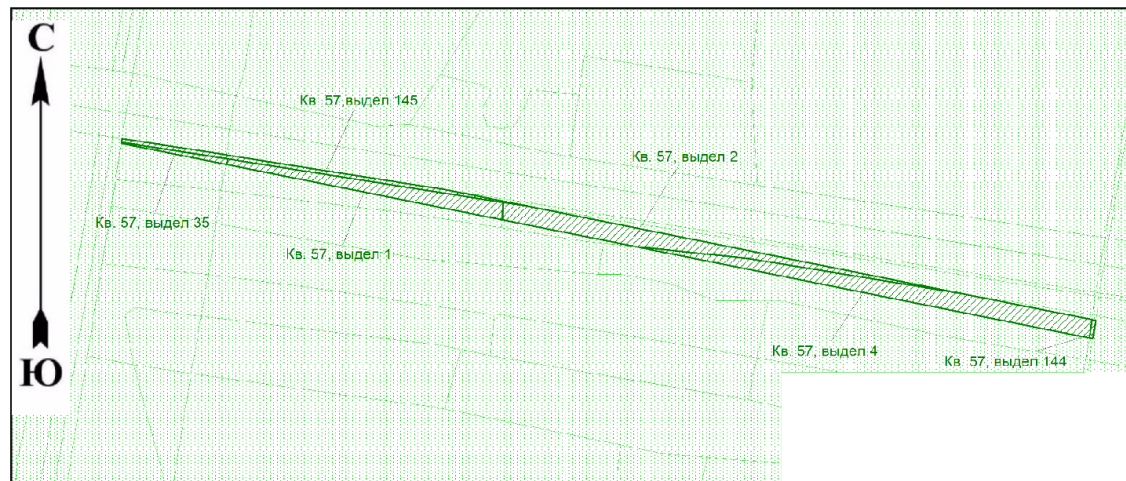 С
Кв. 57,выдел 145
Кв. 57, выдел 2
Кв. 57, выдел 35
Кв. 57, выдел 1
Кв. 57, выдел 4
Кв. 57, выдел 144
Ю